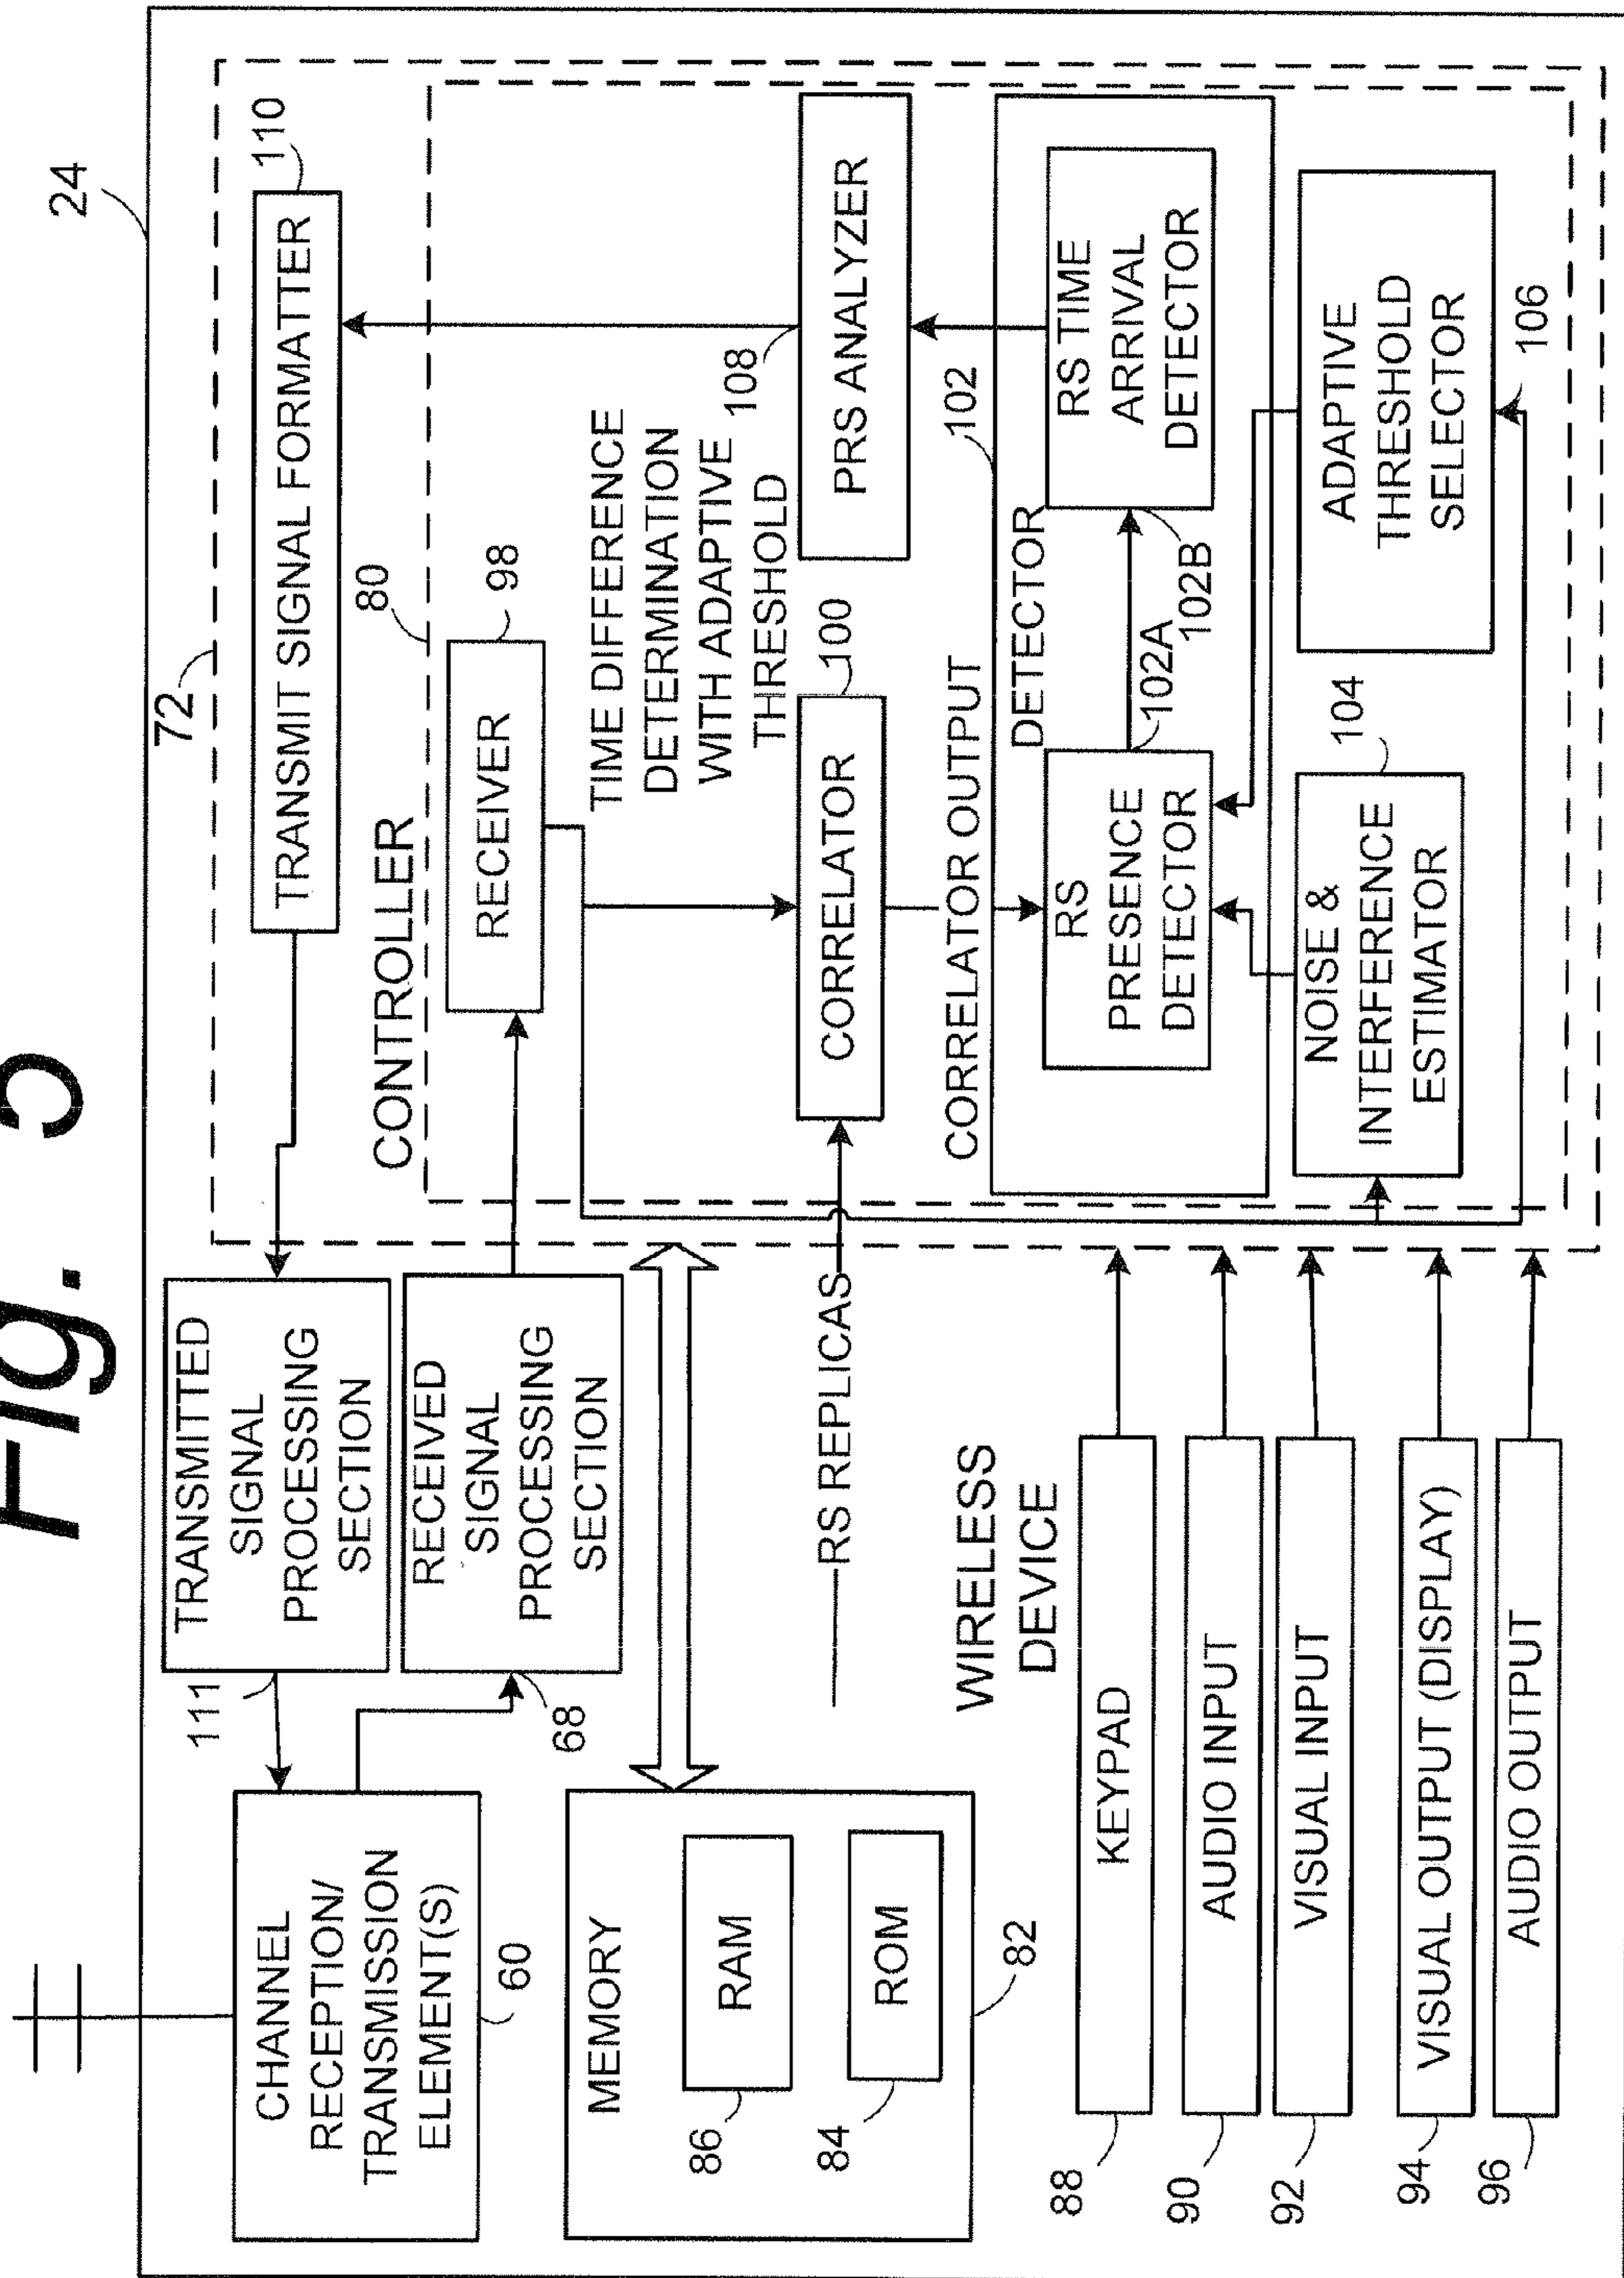 Fig. 5
24
72
110
TRANSMIT SIGNAL FORMATTER
TRANSMITTED
SIGNAL
PROCESSING
SECTION
111
CHANNEL
RECEPTION/
TRANSMISSION
ELEMENT(S)
60
RECEIVED
SIGNAL
PROCESSING
SECTION
68
CONTROLLER
80
RECEIVER
98
TIME DIFFERENCE
DETERMINATION
WITH ADAPTIVE
THRESHOLD
108
PRS ANALYZER
MEMORY
RAM
86
ROM
84
82
RS REPLICAS
CORRELATOR
100
CORRELATOR OUTPUT
102
DETECTOR
RS
PRESENCE
DETECTOR
102A
102B
RS TIME
ARRIVAL
DETECTOR
WIRELESS
DEVICE
NOISE &
INTERFERENCE
ESTIMATOR
104
ADAPTIVE
THRESHOLD
SELECTOR
106
KEYPAD
88
AUDIO INPUT
90
VISUAL INPUT
92
VISUAL OUTPUT (DISPLAY)
94
AUDIO OUTPUT
96